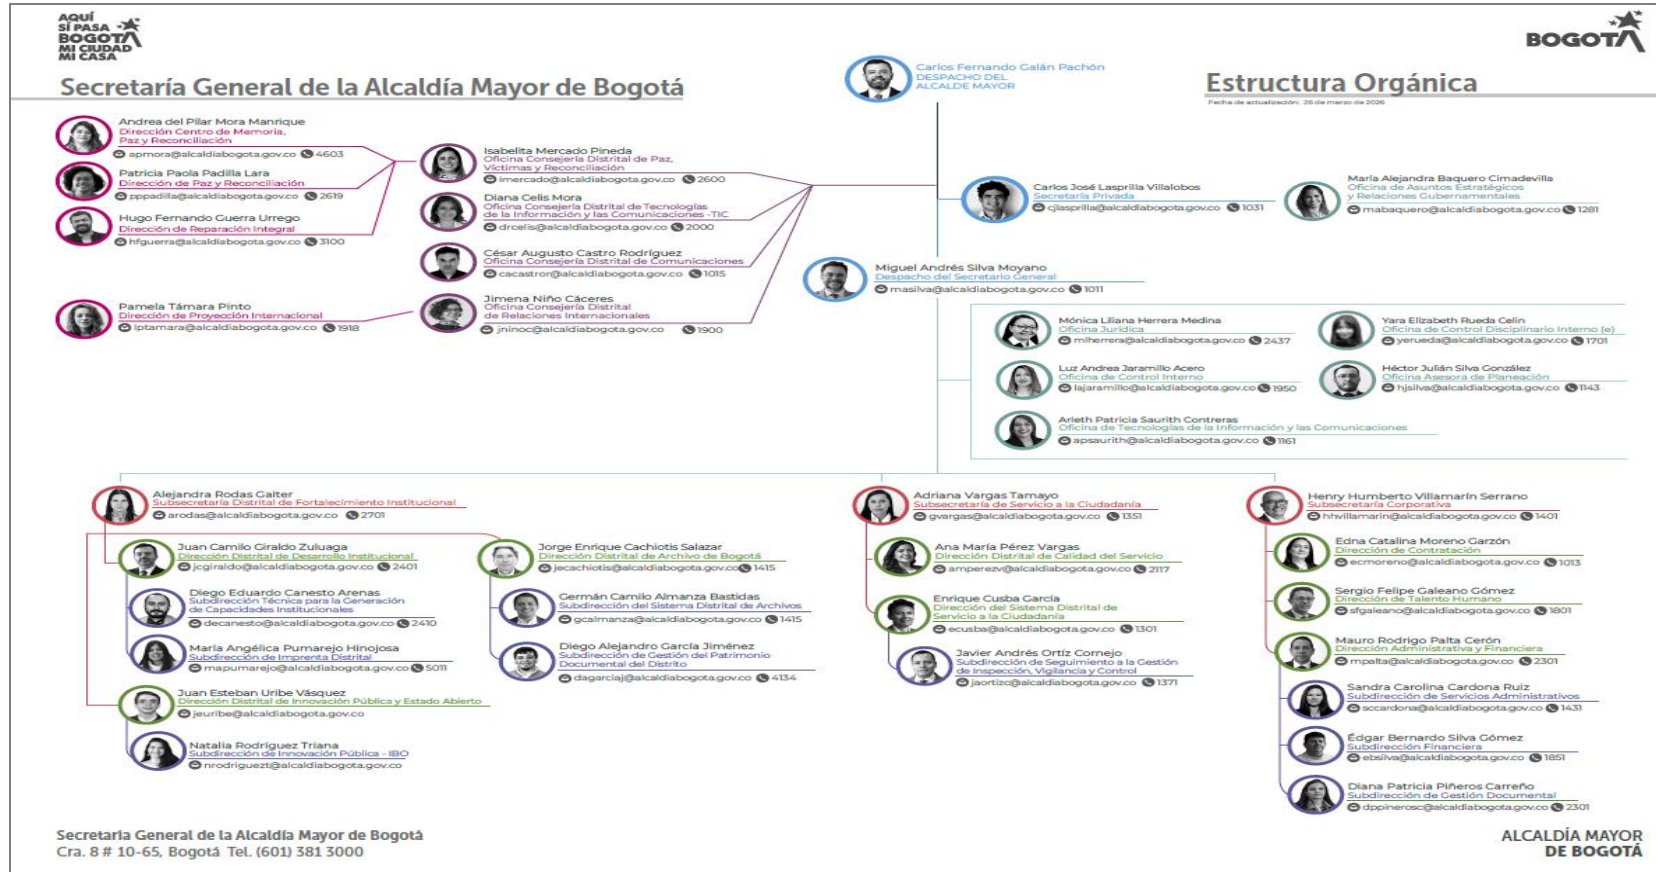 AQUÍ
SÍ PASA
BOGOTÁ
MI CIUDAD
MI CASA
BOGOTÁ
Secretaría General de la Alcaldía Mayor de Bogotá
Estructura Orgánica
Fecha de actualización: 26 de marzo de 2026
Carlos Fernando Galán Pachón
DESPACHO DEL
ALCALDE MAYOR
Andrea del Pilar Mora Manrique
Dirección Centro de Memoria,
Paz y Reconciliación
apmora@alcaldiabogota.gov.co 4603
Patricia Paola Padilla Lara
Dirección de Paz y Reconciliación
pppadilla@alcaldiabogota.gov.co 2619
Hugo Fernando Guerra Urrego
Dirección de Reparación Integral
hfguerra@alcaldiabogota.gov.co 3100
Pamela Támara Pinto
Dirección de Proyección Internacional
lptamara@alcaldiabogota.gov.co 1918
Isabelita Mercado Pineda
Oficina Consejería Distrital de Paz,
Víctimas y Reconciliación
imercado@alcaldiabogota.gov.co 2600
Diana Celis Mora
Oficina Consejería Distrital de Tecnologías
de la Información y las Comunicaciones -TIC
drcelis@alcaldiabogota.gov.co 2000
César Augusto Castro Rodríguez
Oficina Consejería Distrital de Comunicaciones
cacastror@alcaldiabogota.gov.co 1015
Jimena Niño Cáceres
Oficina Consejería Distrital
de Relaciones Internacionales
jninoc@alcaldiabogota.gov.co 1900
Carlos José Lasprilla Villalobos
Secretaría Privada
cjlasprilla@alcaldiabogota.gov.co 1031
María Alejandra Baquero Cimadevilla
Oficina de Asuntos Estratégicos
y Relaciones Gubernamentales
mabaquero@alcaldiabogota.gov.co 1281
Miguel Andrés Silva Moyano
Despacho del Secretario General
masilva@alcaldiabogota.gov.co 1011
Mónica Liliana Herrera Medina
Oficina Jurídica
mlherrera@alcaldiabogota.gov.co 2437
Yara Elizabeth Rueda Celin
Oficina de Control Disciplinario Interno (e)
yerueda@alcaldiabogota.gov.co 1701
Luz Andrea Jaramillo Acero
Oficina de Control Interno
lajaramillo@alcaldiabogota.gov.co 1950
Héctor Julián Silva González
Oficina Asesora de Planeación
hjsilva@alcaldiabogota.gov.co 1143
Arleth Patricia Saurith Contreras
Oficina de Tecnologías de la Información y las Comunicaciones
apsaurith@alcaldiabogota.gov.co 1161
Alejandra Rodas Gaiter
Subsecretaría Distrital de Fortalecimiento Institucional
arodas@alcaldiabogota.gov.co 2701
Juan Camilo Giraldo Zuluaga
Dirección Distrital de Desarrollo Institucional
jcgiraldo@alcaldiabogota.gov.co 2401
Diego Eduardo Canesto Arenas
Subdirección Técnica para la Generación
de Capacidades Institucionales
decanesto@alcaldiabogota.gov.co 2410
María Angélica Pumarejo Hinojosa
Subdirección de Imprenta Distrital
mapumarejo@alcaldiabogota.gov.co 5011
Juan Esteban Uribe Vásquez
Dirección Distrital de Innovación Pública y Estado Abierto
jeuribe@alcaldiabogota.gov.co
Natalia Rodríguez Triana
Subdirección de Innovación Pública - IBO
nrodriguezt@alcaldiabogota.gov.co
Jorge Enrique Cachiotis Salazar
Dirección Distrital de Archivo de Bogotá
jecachiotis@alcaldiabogota.gov.co 1415
Germán Camilo Almanza Bastidas
Subdirección del Sistema Distrital de Archivos
gcalmanza@alcaldiabogota.gov.co 1415
Diego Alejandro García Jiménez
Subdirección de Gestión del Patrimonio
Documental del Distrito
dagarciaj@alcaldiabogota.gov.co 4134
Adriana Vargas Tamayo
Subsecretaría de Servicio a la Ciudadanía
gvargas@alcaldiabogota.gov.co 1351
Ana María Pérez Vargas
Dirección Distrital de Calidad del Servicio
amperezv@alcaldiabogota.gov.co 2117
Enrique Cusba García
Dirección del Sistema Distrital de
Servicio a la Ciudadanía
ecusba@alcaldiabogota.gov.co 1301
Javier Andrés Ortíz Cornejo
Subdirección de Seguimiento a la Gestión
de Inspección, Vigilancia y Control
jaortizc@alcaldiabogota.gov.co 1371
Henry Humberto Villamarín Serrano
Subsecretaría Corporativa
hhvillamarin@alcaldiabogota.gov.co 1401
Edna Catalina Moreno Garzón
Dirección de Contratación
ecmoreno@alcaldiabogota.gov.co 1013
Sergio Felipe Galeano Gómez
Dirección de Talento Humano
sfgaleano@alcaldiabogota.gov.co 1801
Mauro Rodrigo Palta Cerón
Dirección Administrativa y Financiera
mpalta@alcaldiabogota.gov.co 2301
Sandra Carolina Cardona Ruiz
Subdirección de Servicios Administrativos
sccardona@alcaldiabogota.gov.co 1431
Édgar Bernardo Silva Gómez
Subdirección Financiera
ebsilva@alcaldiabogota.gov.co 1851
Diana Patricia Piñeros Carreño
Subdirección de Gestión Documental
dppinerosc@alcaldiabogota.gov.co 2301
Secretaria General de la Alcaldía Mayor de Bogotá
Cra. 8 # 10-65, Bogotá Tel. (601) 381 3000
ALCALDÍA MAYOR
DE BOGOTÁ